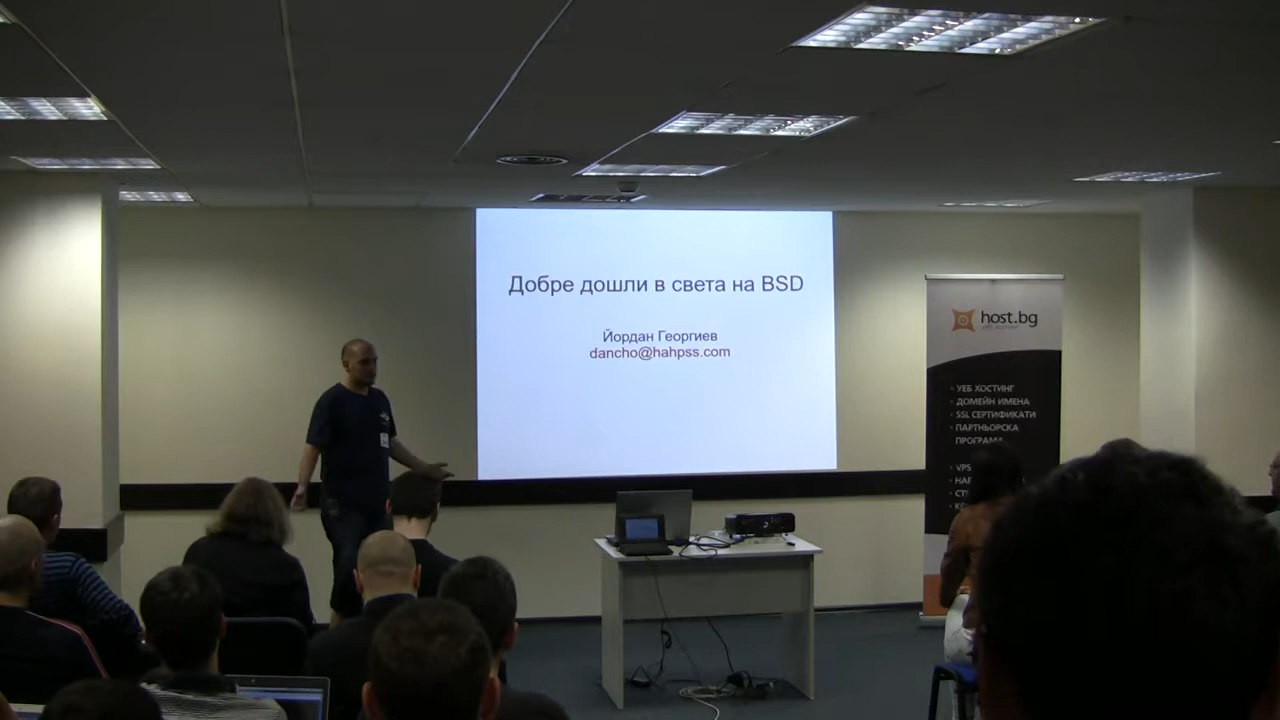 Добре дошли в света на BSD
Йордан Георгиев
dancho@hahpss.com
host.bg
УЕБ ХОСТИНГ
ДОМЕЙН ИМЕНА
SSL СЕРТИФИКАТИ
ПАРТНЬОРСКА
ПРОГРАМА
VPS